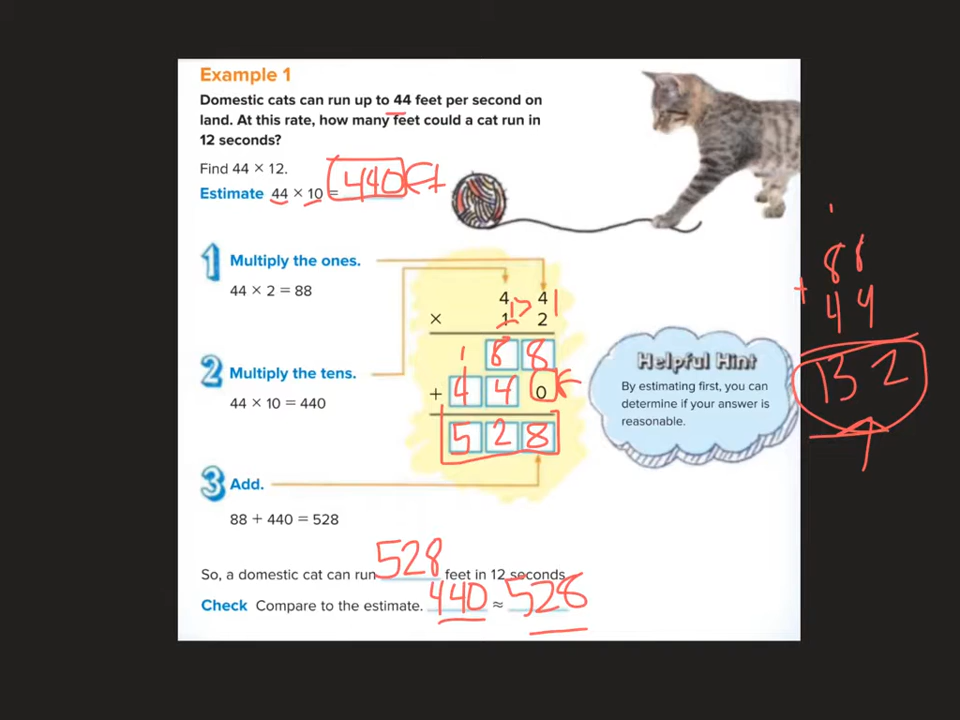 Example 1
Domestic cats can run up to 44 feet per second on
land. At this rate, how many feet could a cat run in
12 seconds?
Find 44 × 12.
Estimate 44 × 10 = 440 ft
1 Multiply the ones.
44 × 2 = 88
4 4
× 1 2
1 8 8
+ 4 4 0
5 2 8
2 Multiply the tens.
44 × 10 = 440
3 Add.
88 + 440 = 528
Helpful Hint
By estimating first, you can
determine if your answer is
reasonable.
1
88
+ 44
132
So, a domestic cat can run 528 feet in 12 seconds.
Check Compare to the estimate. 440 ≈ 528